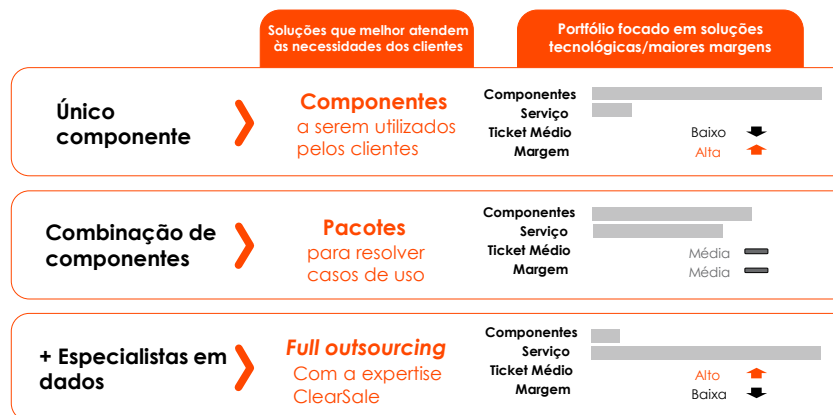 Soluções que melhor atendem
às necessidades dos clientes
Portfólio focado em soluções
tecnológicas/maiores margens
Único
componente
Componentes
a serem utilizados
pelos clientes
Componentes
Serviço
Ticket Médio Baixo
Margem Alta
Combinação de
componentes
Pacotes
para resolver
casos de uso
Componentes
Serviço
Ticket Médio Média
Margem Média
+ Especialistas em
dados
Full outsourcing
Com a expertise
ClearSale
Componentes
Serviço
Ticket Médio Alto
Margem Baixa